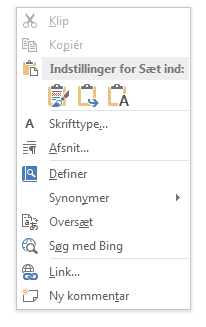 Klip
Kopiér
Indstillinger for Sæt ind:
A
A
Skrifttype...
Afsnit...
Definer
Synonymer
Oversæt
Søg med Bing
Link...
Ny kommentar